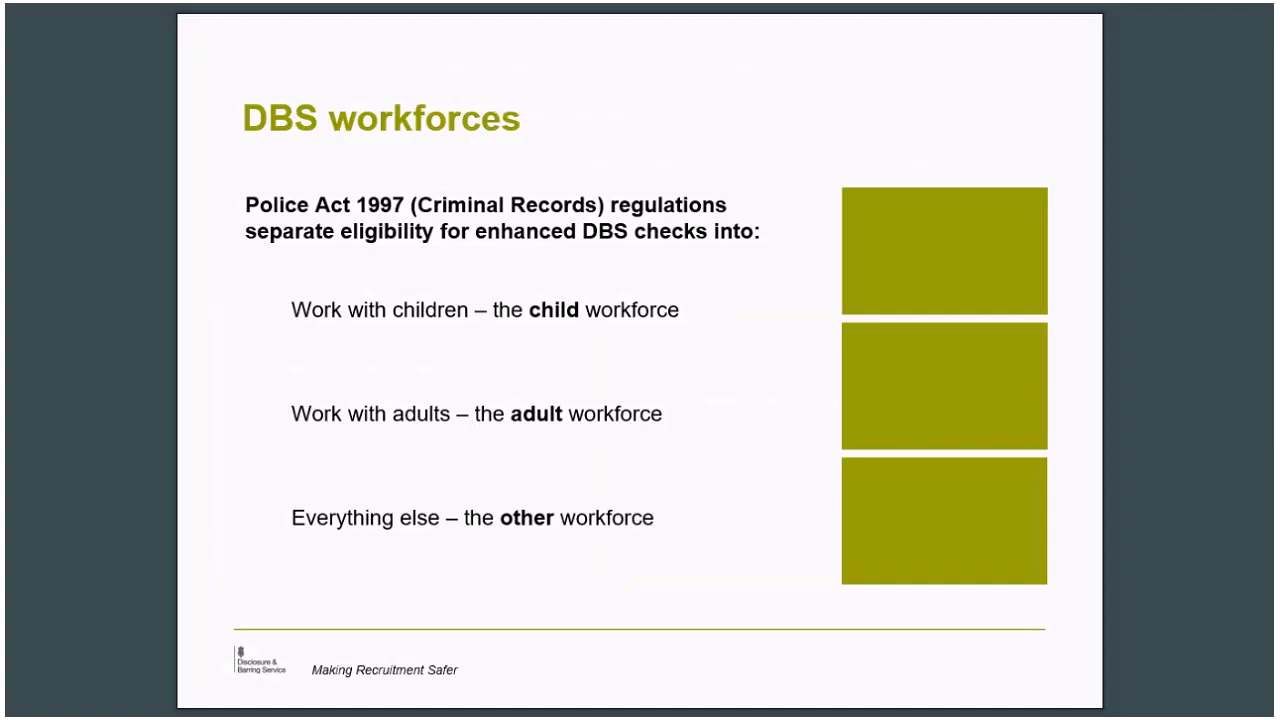 DBS workforces
Police Act 1997 (Criminal Records) regulations
separate eligibility for enhanced DBS checks into:
Work with children – the child workforce
Work with adults – the adult workforce
Everything else – the other workforce
Disclosure &
Barring Service
Making Recruitment Safer